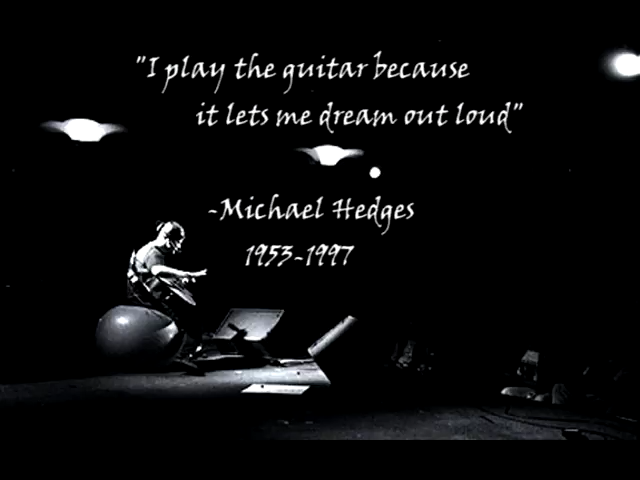 "I play the guitar because
it lets me dream out loud"
-Michael Hedges
1953-1997